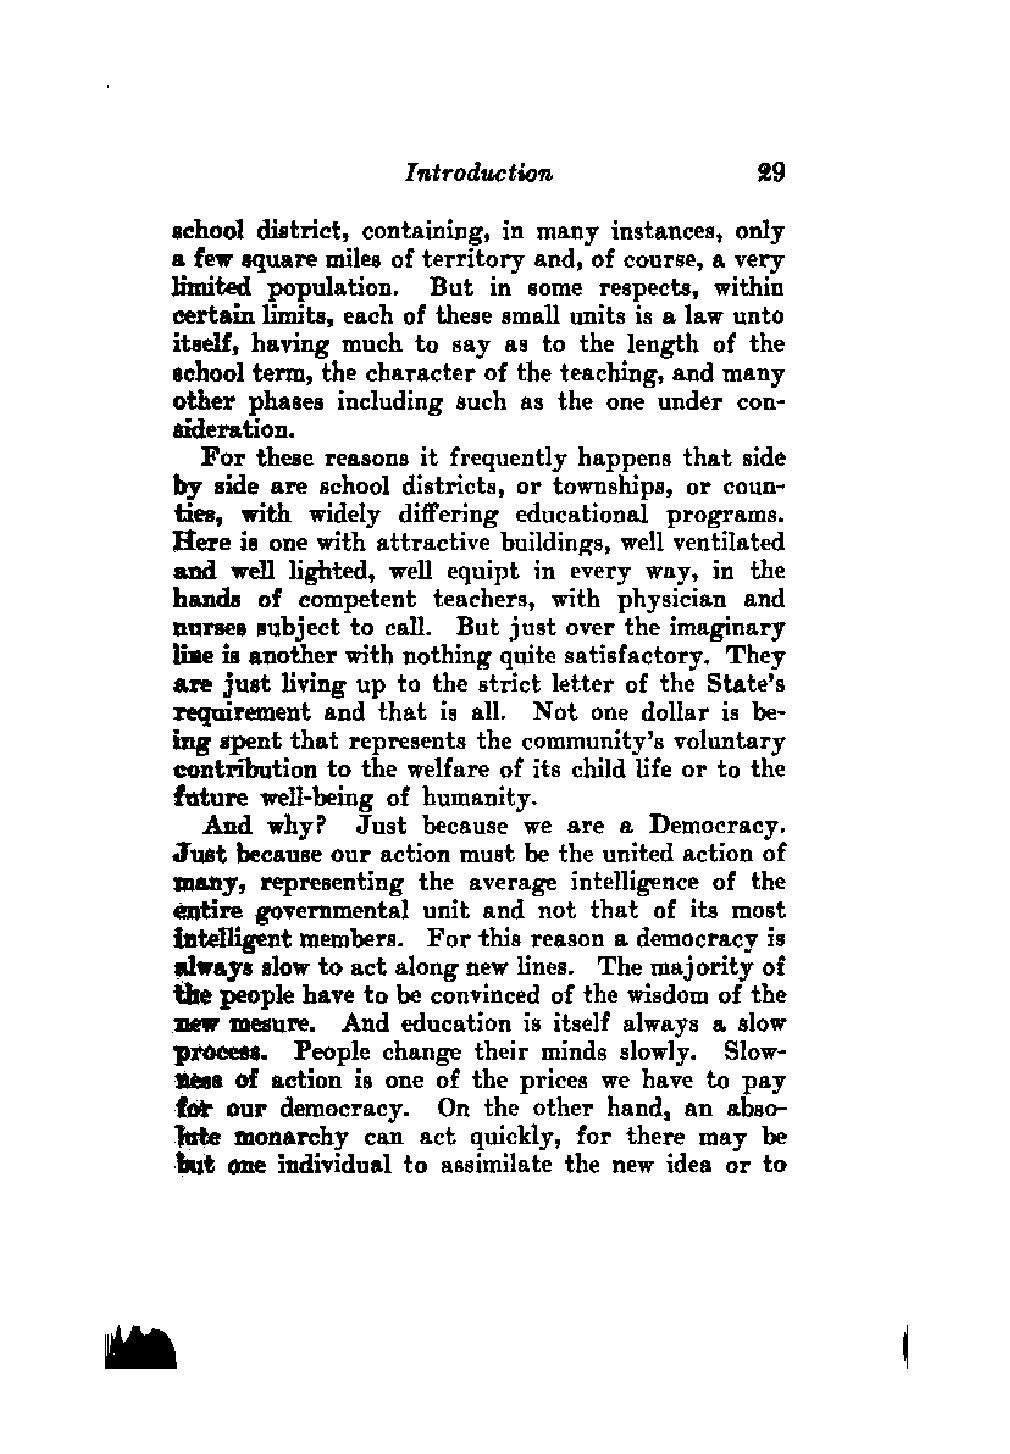 Introduction 29
school district, containing, in many instances, only
a few square miles of territory and, of course, a very
limited population. But in some respects, within
certain limits, each of these small units is a law unto
itself, having much to say as to the length of the
school term, the character of the teaching, and many
other phases including such as the one under con-
sideration.
For these reasons it frequently happens that side
by side are school districts, or townships, or coun-
ties, with widely differing educational programs.
Here is one with attractive buildings, well ventilated
and well lighted, well equipt in every way, in the
hands of competent teachers, with physician and
nurses subject to call. But just over the imaginary
line is another with nothing quite satisfactory. They
are just living up to the strict letter of the State's
requirement and that is all. Not one dollar is be-
ing spent that represents the community's voluntary
contribution to the welfare of its child life or to the
future well-being of humanity.
And why? Just because we are a Democracy.
Just because our action must be the united action of
many, representing the average intelligence of the
entire governmental unit and not that of its most
intelligent members. For this reason a democracy is
always slow to act along new lines. The majority of
the people have to be convinced of the wisdom of the
new mesure. And education is itself always a slow
process. People change their minds slowly. Slow-
ness of action is one of the prices we have to pay
for our democracy. On the other hand, an abso-
lute monarchy can act quickly, for there may be
but one individual to assimilate the new idea or to